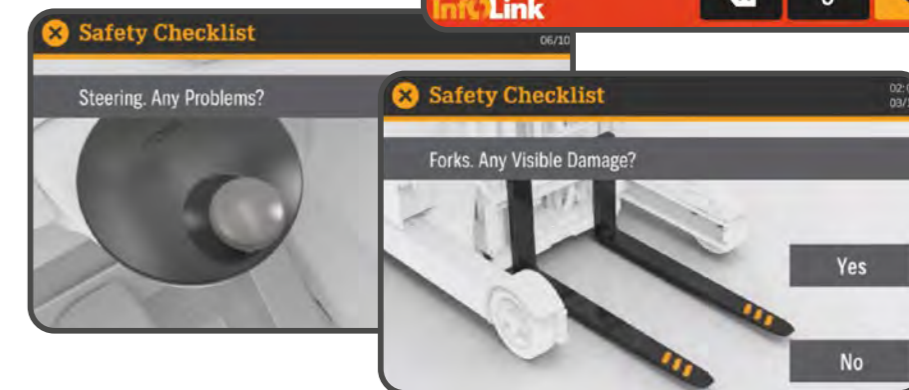 InfoLink
Safety Checklist
06/10
Steering. Any Problems?
Safety Checklist
Forks. Any Visible Damage?
Yes
No